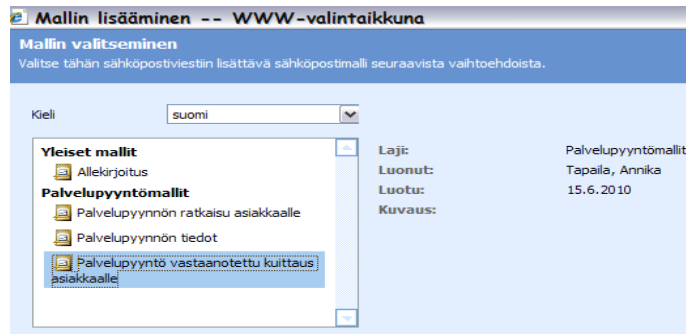 Mallin lisääminen -- WWW-valintaikkuna
Mallin valitseminen
Valitse tähän sähköpostiviestiin lisättävä sähköpostimalli seuraavista vaihtoehdoista.
Kieli suomi
Yleiset mallit
Allekirjoitus
Palvelupyyntömallit
Palvelupyynnön ratkaisu asiakkaalle
Palvelupyynnön tiedot
Palvelupyyntö vastaanotettu kuittaus
asiakkaalle
Laji: Palvelupyyntömallit
Luonut: Tapaila, Annika
Luotu: 15.6.2010
Kuvaus: